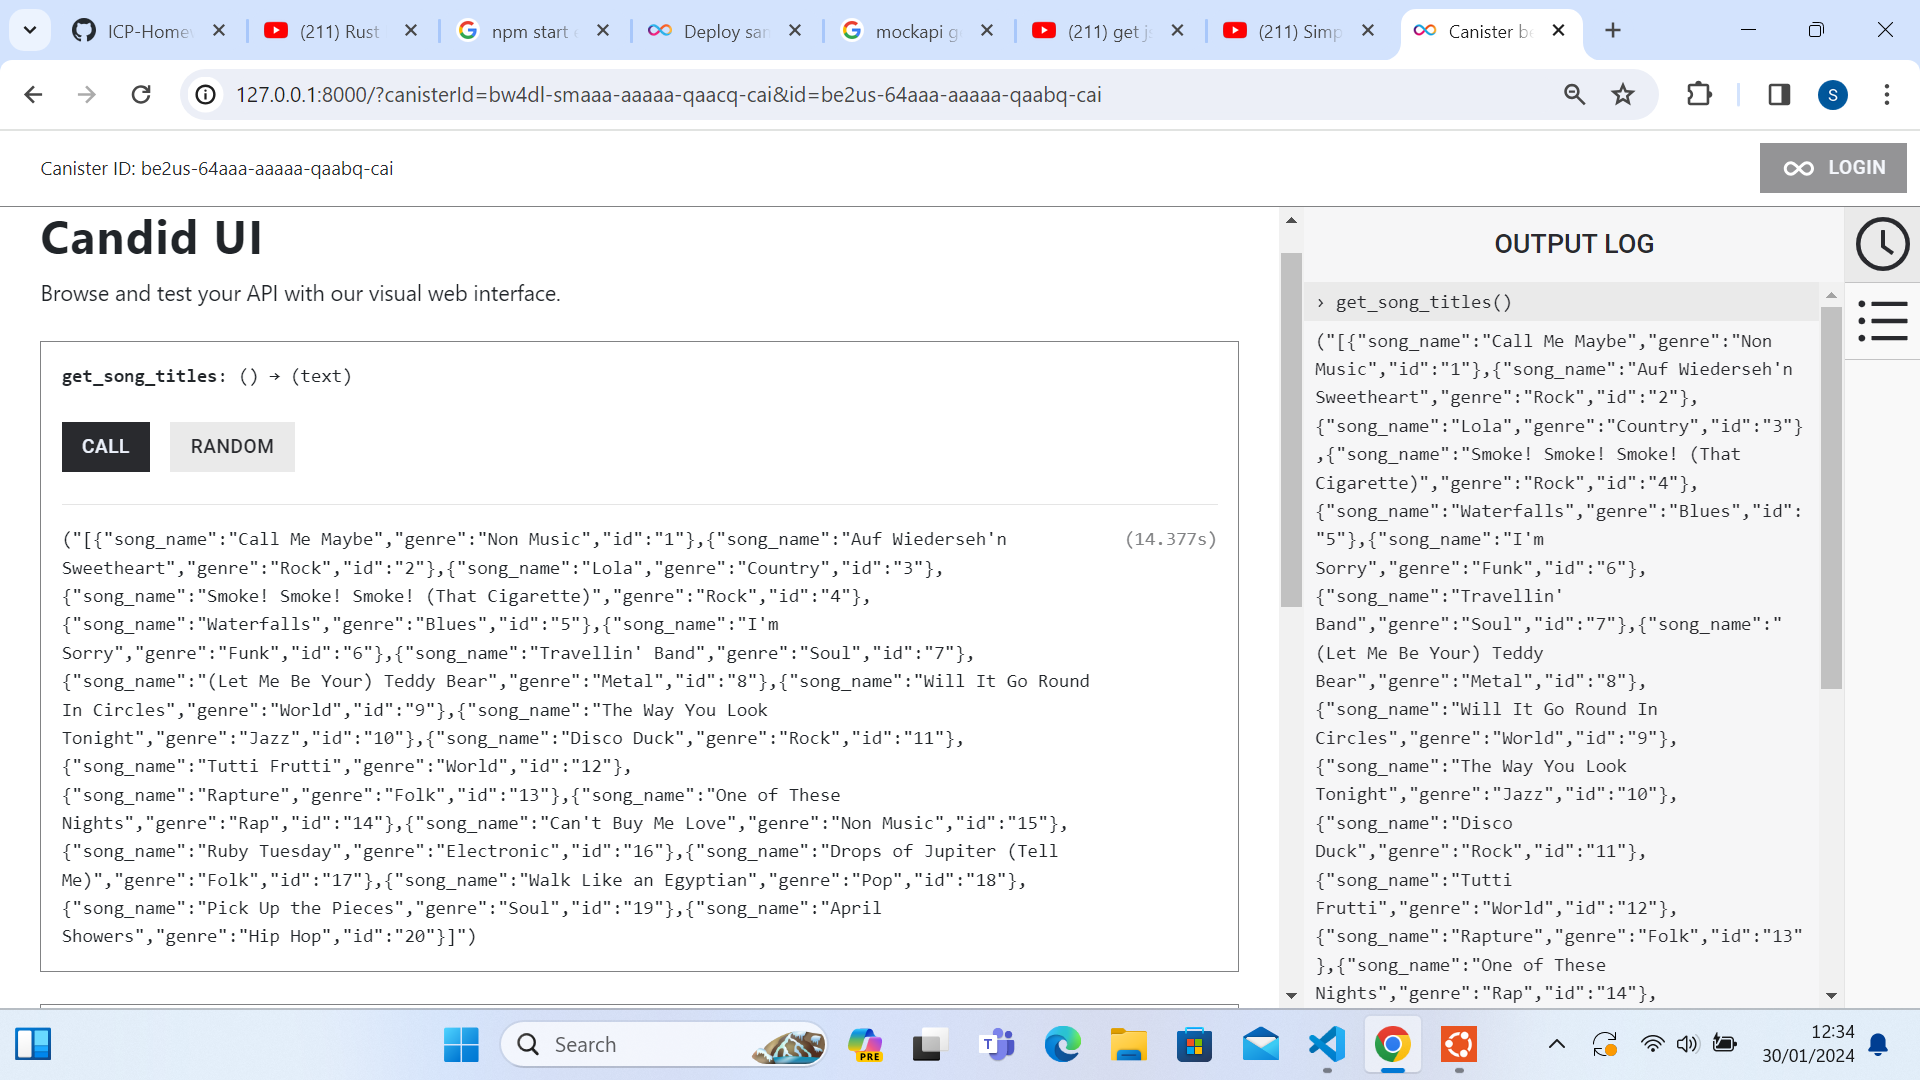 ICP-Home
(211) Rust
npm start
Deploy sa
mockapi g
(211) get j
(211) Simp
Canister be
127.0.0.1:8000/?canisterId=bw4dl-smaaa-aaaaa-qaacq-cai&id=be2us-64aaa-aaaaa-qaabq-cai
S
Canister ID: be2us-64aaa-aaaaa-qaabq-cai
LOGIN
Candid UI
Browse and test your API with our visual web interface.
get_song_titles: () → (text)
CALL
RANDOM
("[{"song_name":"Call Me Maybe","genre":"Non Music","id":"1"},{"song_name":"Auf Wiederseh'n
Sweetheart","genre":"Rock","id":"2"},{"song_name":"Lola","genre":"Country","id":"3"},
{"song_name":"Smoke! Smoke! Smoke! (That Cigarette)","genre":"Rock","id":"4"},
{"song_name":"Waterfalls","genre":"Blues","id":"5"},{"song_name":"I'm
Sorry","genre":"Funk","id":"6"},{"song_name":"Travellin' Band","genre":"Soul","id":"7"},
{"song_name":"(Let Me Be Your) Teddy Bear","genre":"Metal","id":"8"},{"song_name":"Will It Go Round
In Circles","genre":"World","id":"9"},{"song_name":"The Way You Look
Tonight","genre":"Jazz","id":"10"},{"song_name":"Disco Duck","genre":"Rock","id":"11"},
{"song_name":"Tutti Frutti","genre":"World","id":"12"},
{"song_name":"Rapture","genre":"Folk","id":"13"},{"song_name":"One of These
Nights","genre":"Rap","id":"14"},{"song_name":"Can't Buy Me Love","genre":"Non Music","id":"15"},
{"song_name":"Ruby Tuesday","genre":"Electronic","id":"16"},{"song_name":"Drops of Jupiter (Tell
Me)","genre":"Folk","id":"17"},{"song_name":"Walk Like an Egyptian","genre":"Pop","id":"18"},
{"song_name":"Pick Up the Pieces","genre":"Soul","id":"19"},{"song_name":"April
Showers","genre":"Hip Hop","id":"20"}]")
(14.377s)
OUTPUT LOG
› get_song_titles()
("[{"song_name":"Call Me Maybe","genre":"Non
Music","id":"1"},{"song_name":"Auf Wiederseh'n
Sweetheart","genre":"Rock","id":"2"},
{"song_name":"Lola","genre":"Country","id":"3"}
,{"song_name":"Smoke! Smoke! Smoke! (That
Cigarette)","genre":"Rock","id":"4"},
{"song_name":"Waterfalls","genre":"Blues","id":
"5"},{"song_name":"I'm
Sorry","genre":"Funk","id":"6"},
{"song_name":"Travellin'
Band","genre":"Soul","id":"7"},{"song_name":"
(Let Me Be Your) Teddy
Bear","genre":"Metal","id":"8"},
{"song_name":"Will It Go Round In
Circles","genre":"World","id":"9"},
{"song_name":"The Way You Look
Tonight","genre":"Jazz","id":"10"},
{"song_name":"Disco
Duck","genre":"Rock","id":"11"},
{"song_name":"Tutti
Frutti","genre":"World","id":"12"},
{"song_name":"Rapture","genre":"Folk","id":"13"
},{"song_name":"One of These
Nights","genre":"Rap","id":"14"},
Search
PRE
12:34
30/01/2024